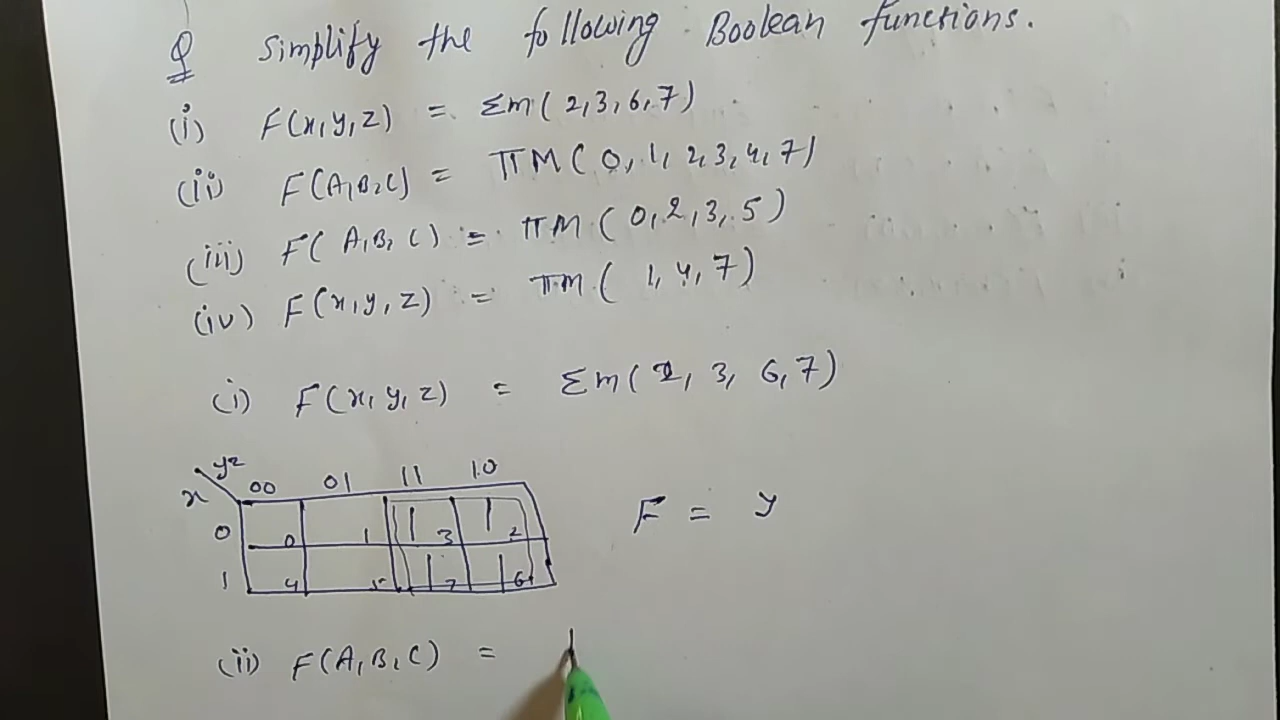 Q Simplify the following Boolean functions.
(i) F(x,y,z) = Σm(2,3,6,7)
(ii) F(A,B,C) = πM(0,1,2,3,4,7)
(iii) F(A,B,C) = πM(0,2,3,5)
(iv) F(x,y,z) = πM(1,4,7)
(i) F(x,y,z) = Σm(2,3,6,7)
yz
x 00 01 11 10
0 0 1 1 3 1 2
1 4 5 1 7 1 6
F = y
(ii) F(A,B,C) =